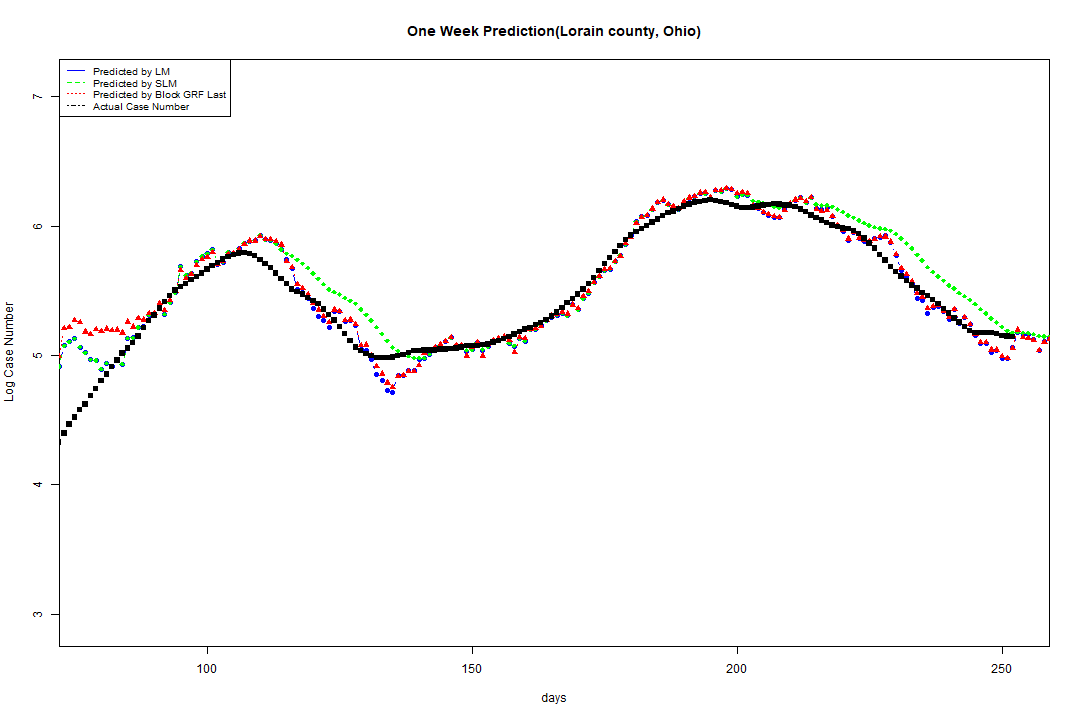 One Week Prediction(Lorain county, Ohio)
Predicted by LM
Predicted by SLM
Predicted by Block GRF Last
Actual Case Number
7
6
5
4
3
Log Case Number
100
150
200
250
days